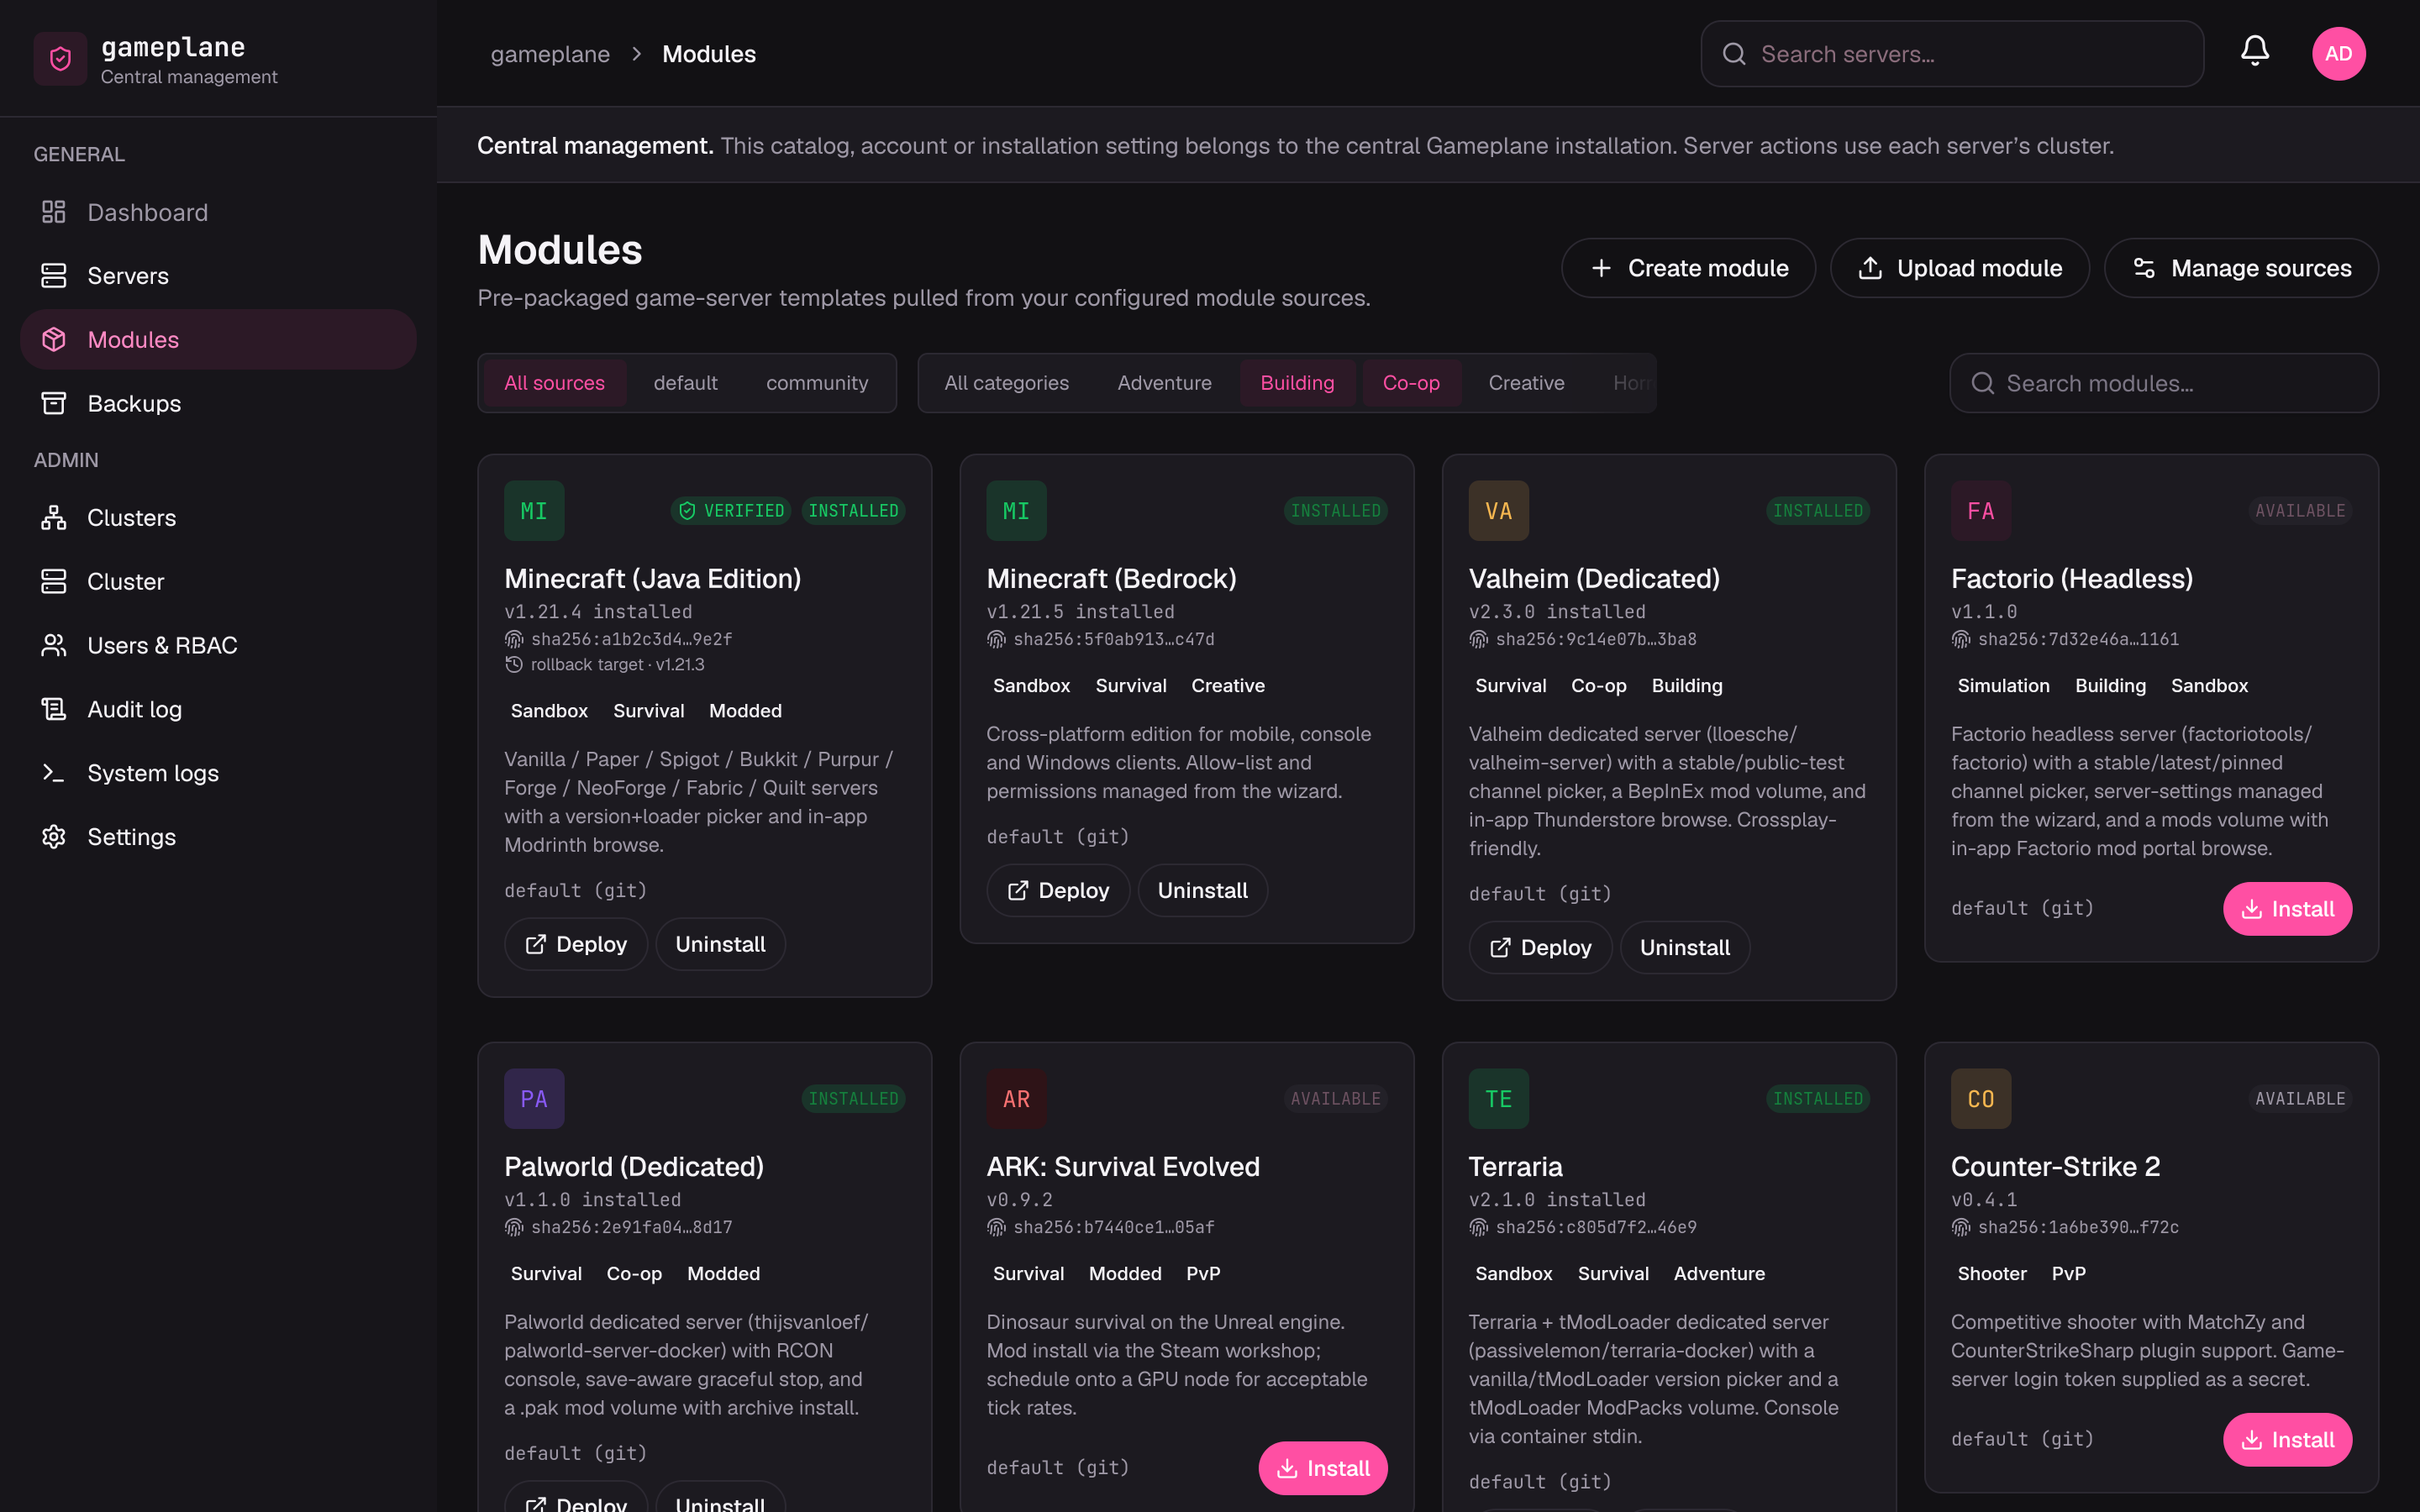 gameplane
Central management
GENERAL
Dashboard
Servers
Modules
Backups
ADMIN
Clusters
Cluster
Users & RBAC
Audit log
System logs
Settings
gameplane > Modules
Search servers...
AD
Central management. This catalog, account or installation setting belongs to the central Gameplane installation. Server actions use each server's cluster.
Modules
Pre-packaged game-server templates pulled from your configured module sources.
Create module
Upload module
Manage sources
All sources default community
All categories Adventure Building Co-op Creative
Search modules...
MI VERIFIED INSTALLED
Minecraft (Java Edition)
v1.21.4 installed
sha256:a1b2c3d4…9e2f
rollback target · v1.21.3
Sandbox Survival Modded
Vanilla / Paper / Spigot / Bukkit / Purpur /
Forge / NeoForge / Fabric / Quilt servers
with a version+loader picker and in-app
Modrinth browse.
default (git)
Deploy Uninstall
MI INSTALLED
Minecraft (Bedrock)
v1.21.5 installed
sha256:5f0ab913…c47d
Sandbox Survival Creative
Cross-platform edition for mobile, console
and Windows clients. Allow-list and
permissions managed from the wizard.
default (git)
Deploy Uninstall
VA INSTALLED
Valheim (Dedicated)
v2.3.0 installed
sha256:9c14e07b…3ba8
Survival Co-op Building
Valheim dedicated server (lloesche/
valheim-server) with a stable/public-test
channel picker, a BepInEx mod volume, and
in-app Thunderstore browse. Crossplay-
friendly.
default (git)
Deploy Uninstall
FA AVAILABLE
Factorio (Headless)
v1.1.0
sha256:7d32e46a…1161
Simulation Building Sandbox
Factorio headless server (factoriotools/
factorio) with a stable/latest/pinned
channel picker, server-settings managed
from the wizard, and a mods volume with
in-app Factorio mod portal browse.
default (git) Install
PA INSTALLED
Palworld (Dedicated)
v1.1.0 installed
sha256:2e91fa04…8d17
Survival Co-op Modded
Palworld dedicated server (thijsvanloef/
palworld-server-docker) with RCON
console, save-aware graceful stop, and
a .pak mod volume with archive install.
default (git)
Deploy Uninstall
AR AVAILABLE
ARK: Survival Evolved
v0.9.2
sha256:b7440ce1…05af
Survival Modded PvP
Dinosaur survival on the Unreal engine.
Mod install via the Steam workshop;
schedule onto a GPU node for acceptable
tick rates.
default (git) Install
TE INSTALLED
Terraria
v2.1.0 installed
sha256:c805d7f2…46e9
Sandbox Survival Adventure
Terraria + tModLoader dedicated server
(passivelemon/terraria-docker) with a
vanilla/tModLoader version picker and a
tModLoader ModPacks volume. Console
via container stdin.
default (git)
CO AVAILABLE
Counter-Strike 2
v0.4.1
sha256:1a6be390…f72c
Shooter PvP
Competitive shooter with MatchZy and
CounterStrikeSharp plugin support. Game-
server login token supplied as a secret.
default (git) Install